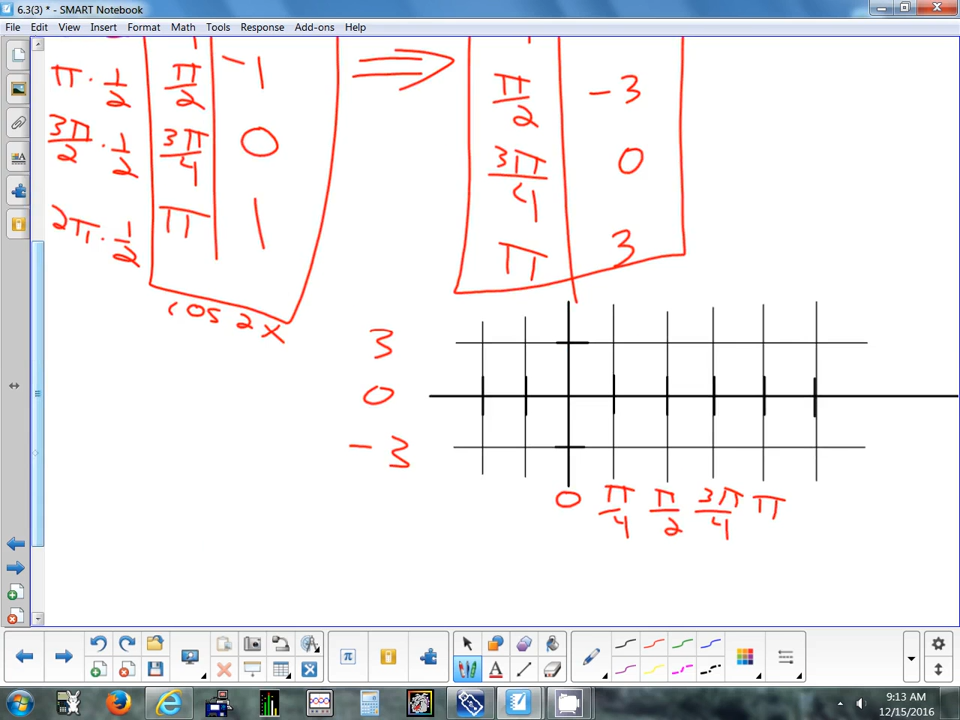 6.3(3) * - SMART Notebook
File Edit View Insert Format Math Tools Response Help
π · 1/2 π/2 -1 ⟹ π/2 -3
3π/2 · 1/2 3π/4 0 3π/4 0
2π · 1/2 π 1 π 3
cos 2x
3
0
-3
0 π/4 π/2 3π/4 π
π
A
9:13 AM
12/15/2016